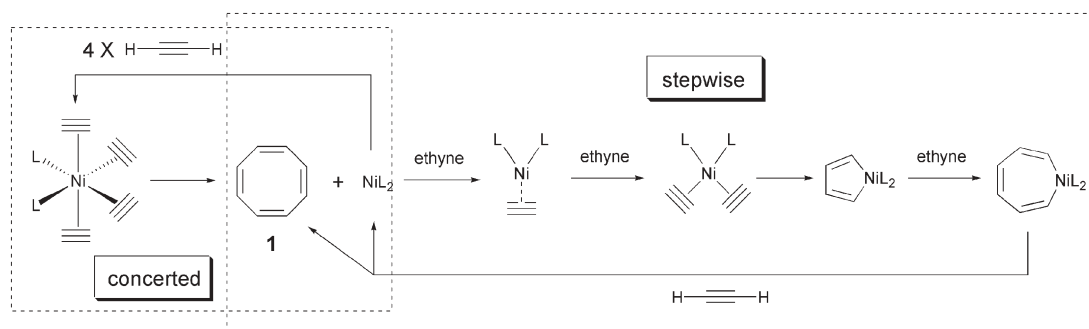 4 X H H
stepwise
L L L L L
ethyne ethyne ethyne
Ni + NiL2 Ni Ni NiL2 NiL2
L
1
concerted
H H